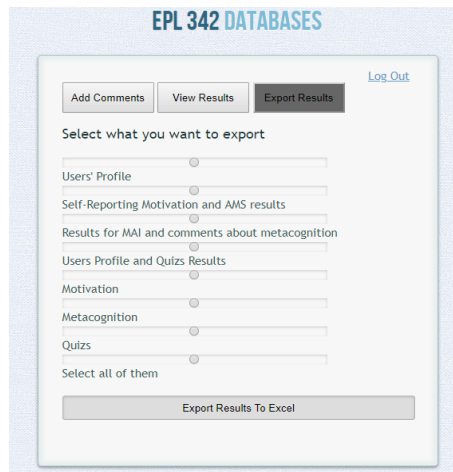 EPL 342 DATABASES
Log Out
Add Comments View Results Export Results
Select what you want to export
Users' Profile
Self-Reporting Motivation and AMS results
Results for MAI and comments about metacognition
Users Profile and Quizs Results
Motivation
Metacognition
Quizs
Select all of them
Export Results To Excel